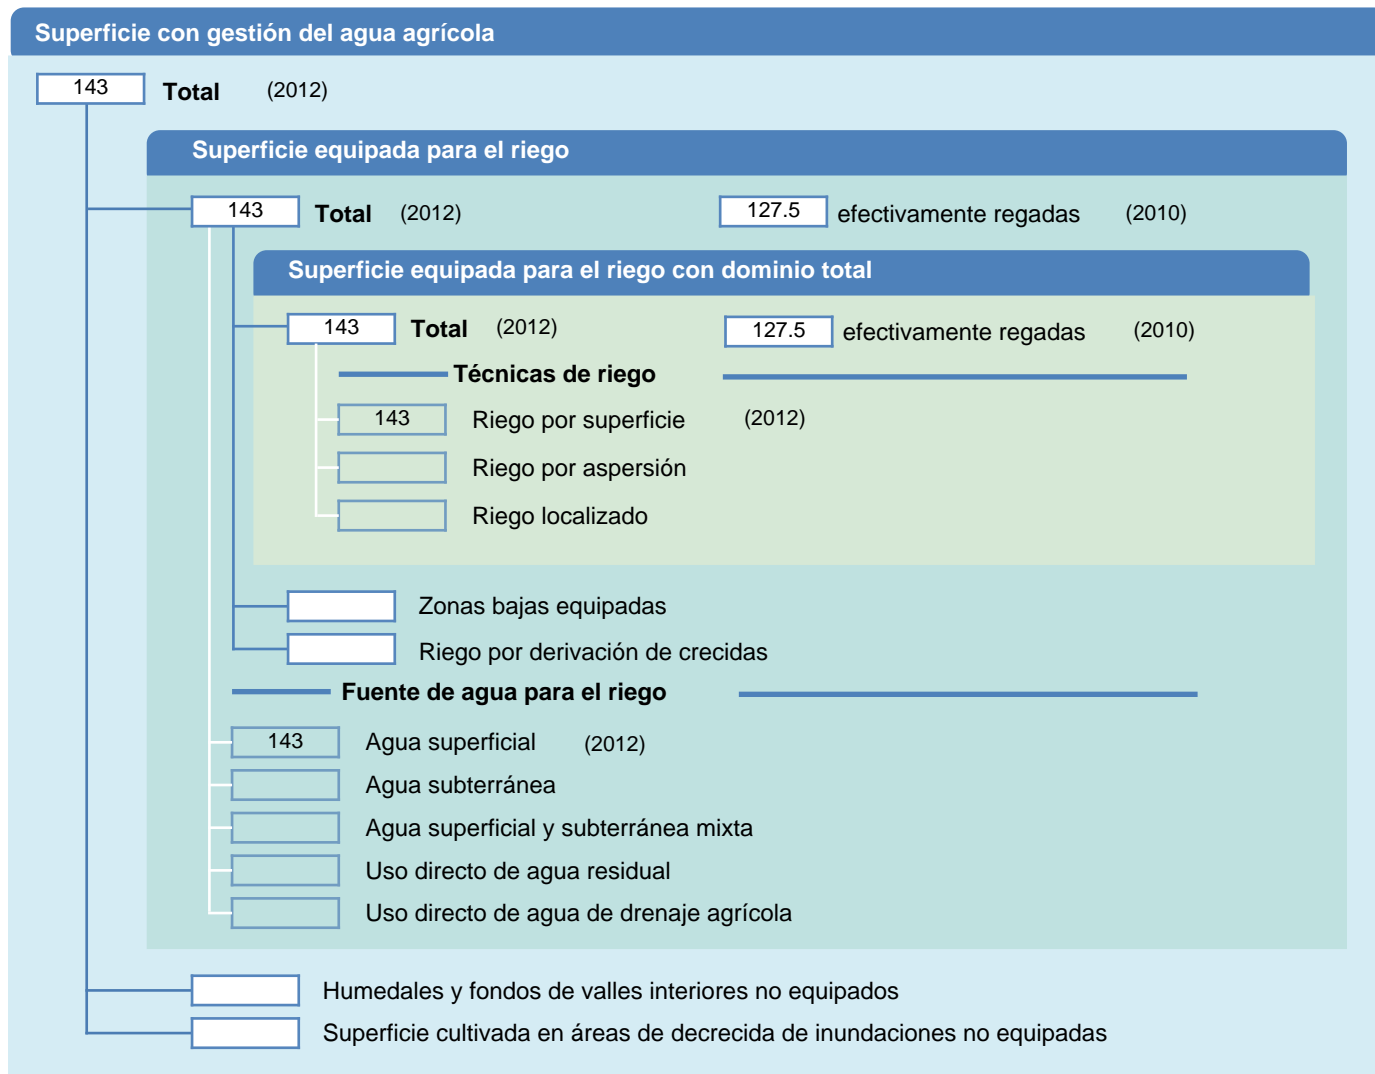 Superficie con gestión del agua agrícola
143 Total (2012)
Superficie equipada para el riego
143 Total (2012) 127.5 efectivamente regadas (2010)
Superficie equipada para el riego con dominio total
143 Total (2012) 127.5 efectivamente regadas (2010)
Técnicas de riego
143 Riego por superficie (2012)
Riego por aspersión
Riego localizado
Zonas bajas equipadas
Riego por derivación de crecidas
Fuente de agua para el riego
143 Agua superficial (2012)
Agua subterránea
Agua superficial y subterránea mixta
Uso directo de agua residual
Uso directo de agua de drenaje agrícola
Humedales y fondos de valles interiores no equipados
Superficie cultivada en áreas de decrecida de inundaciones no equipadas